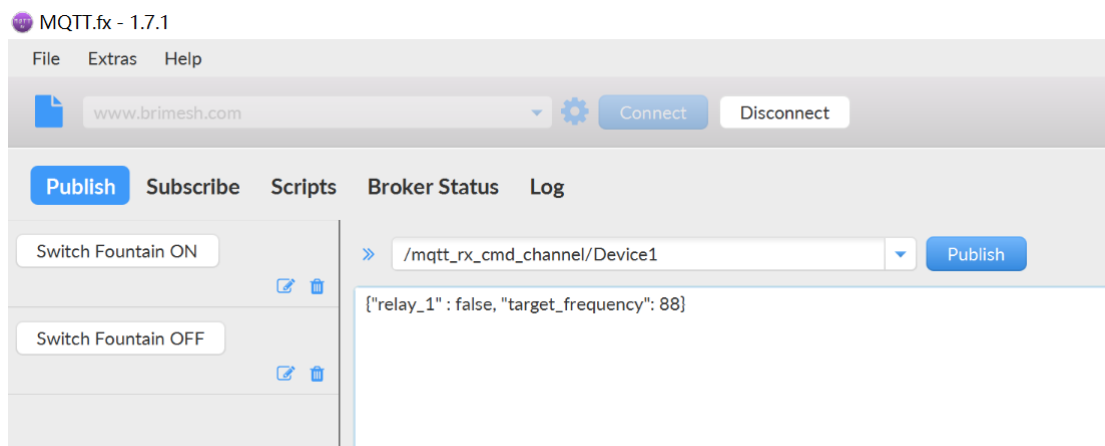 MQTT.fx - 1.7.1
File Extras Help
www.brimesh.com Connect Disconnect
Publish Subscribe Scripts Broker Status Log
Switch Fountain ON
Switch Fountain OFF
/mqtt_rx_cmd_channel/Device1 Publish
{"relay_1" : false, "target_frequency": 88}